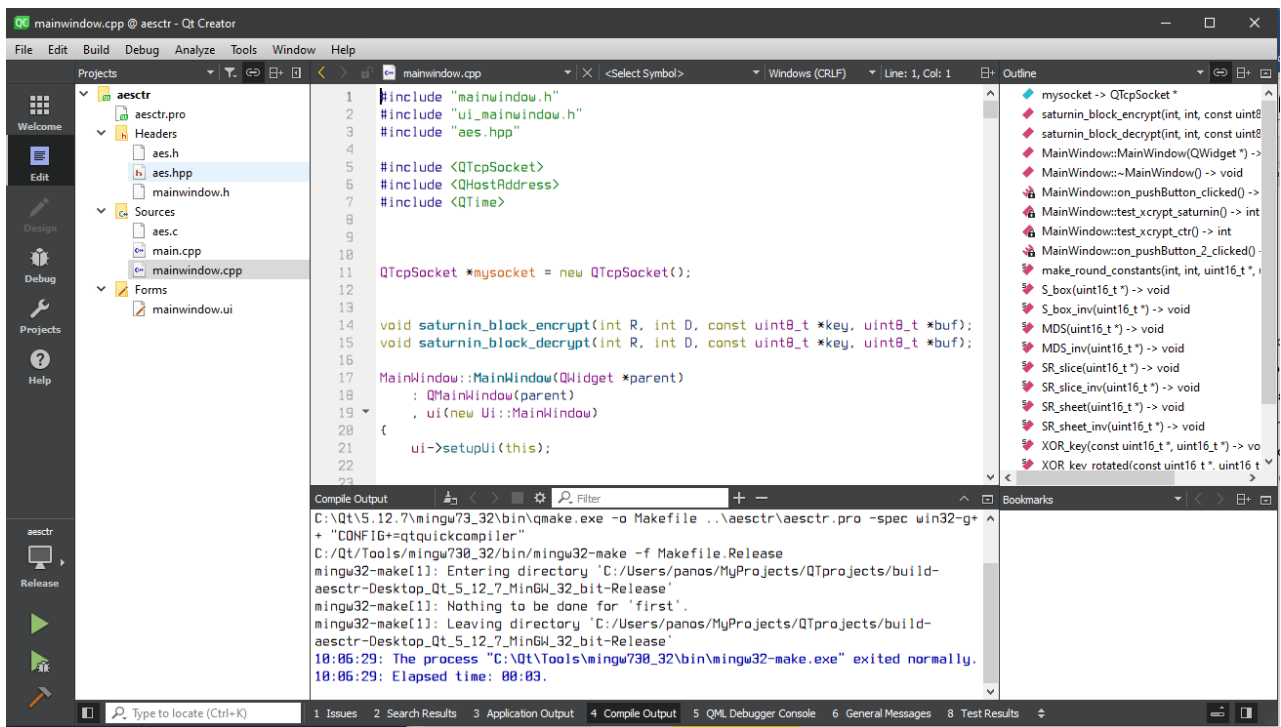 QC mainwindow.cpp @ aesctr - Qt Creator
File Edit Build Debug Analyze Tools Window Help
Welcome
Edit
Design
Debug
Projects
Help
aesctr
Release
Projects
aesctr
aesctr.pro
Headers
aes.h
aes.hpp
mainwindow.h
Sources
aes.c
main.cpp
mainwindow.cpp
Forms
mainwindow.ui
mainwindow.cpp <Select Symbol> Windows (CRLF) Line: 1, Col: 1
1 #include "mainwindow.h"
2 #include "ui_mainwindow.h"
3 #include "aes.hpp"
4
5 #include <QTcpSocket>
6 #include <QHostAddress>
7 #include <QTime>
8
9
10
11 QTcpSocket *mysocket = new QTcpSocket();
12
13
14 void saturnin_block_encrypt(int R, int D, const uint8_t *key, uint8_t *buf);
15 void saturnin_block_decrypt(int R, int D, const uint8_t *key, uint8_t *buf);
16
17 MainWindow::MainWindow(QWidget *parent)
18 : QMainWindow(parent)
19 , ui(new Ui::MainWindow)
20 {
21 ui->setupUi(this);
22
23
Outline
mysocket -> QTcpSocket *
saturnin_block_encrypt(int, int, const uint8
saturnin_block_decrypt(int, int, const uint8
MainWindow::MainWindow(QWidget *) ->
MainWindow::~MainWindow() -> void
MainWindow::on_pushButton_clicked() ->
MainWindow::test_xcrypt_saturnin() -> int
MainWindow::test_xcrypt_ctr() -> int
MainWindow::on_pushButton_2_clicked() -
make_round_constants(int, int, uint16_t *,
S_box(uint16_t *) -> void
S_box_inv(uint16_t *) -> void
MDS(uint16_t *) -> void
MDS_inv(uint16_t *) -> void
SR_slice(uint16_t *) -> void
SR_slice_inv(uint16_t *) -> void
SR_sheet(uint16_t *) -> void
SR_sheet_inv(uint16_t *) -> void
XOR_key(const uint16_t *, uint16_t *) -> vo
XOR_key_rotated(const uint16_t *, uint16_t
Compile Output Filter
C:\Qt\5.12.7\mingw73_32\bin\qmake.exe -o Makefile ..\aesctr\aesctr.pro -spec win32-g+
+ "CONFIG+=qtquickcompiler"
C:/Qt/Tools/mingw730_32/bin/mingw32-make -f Makefile.Release
mingw32-make[1]: Entering directory 'C:/Users/panos/MyProjects/QTprojects/build-
aesctr-Desktop_Qt_5_12_7_MinGW_32_bit-Release'
mingw32-make[1]: Nothing to be done for 'first'.
mingw32-make[1]: Leaving directory 'C:/Users/panos/MyProjects/QTprojects/build-
aesctr-Desktop_Qt_5_12_7_MinGW_32_bit-Release'
10:06:29: The process "C:\Qt\Tools\mingw730_32\bin\mingw32-make.exe" exited normally.
10:06:29: Elapsed time: 00:03.
Bookmarks
Type to locate (Ctrl+K) 1 Issues 2 Search Results 3 Application Output 4 Compile Output 5 QML Debugger Console 6 General Messages 8 Test Results